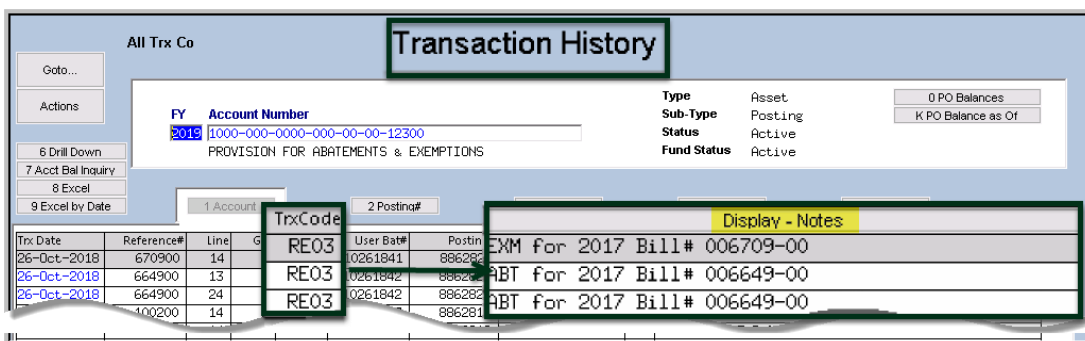 All Trx Co
Transaction History
Goto...
Actions
6 Drill Down
7 Acct Bal Inquiry
8 Excel
9 Excel by Date
FY Account Number
2019 1000-000-0000-000-00-00-12300
PROVISION FOR ABATEMENTS & EXEMPTIONS
Type Asset
Sub-Type Posting
Status Active
Fund Status Active
0 PO Balances
K PO Balance as Of
1 Account
2 Posting#
TrxCode
Display - Notes
Trx Date Reference# Line G User Bat# Postin
26-Oct-2018 670900 14 RE03 10261841 886282 EXM for 2017 Bill# 006709-00
26-Oct-2018 664900 13 RE03 10261842 886282 ABT for 2017 Bill# 006649-00
26-Oct-2018 664900 24 RE03 10261842 886282 ABT for 2017 Bill# 006649-00
100200 14 886281